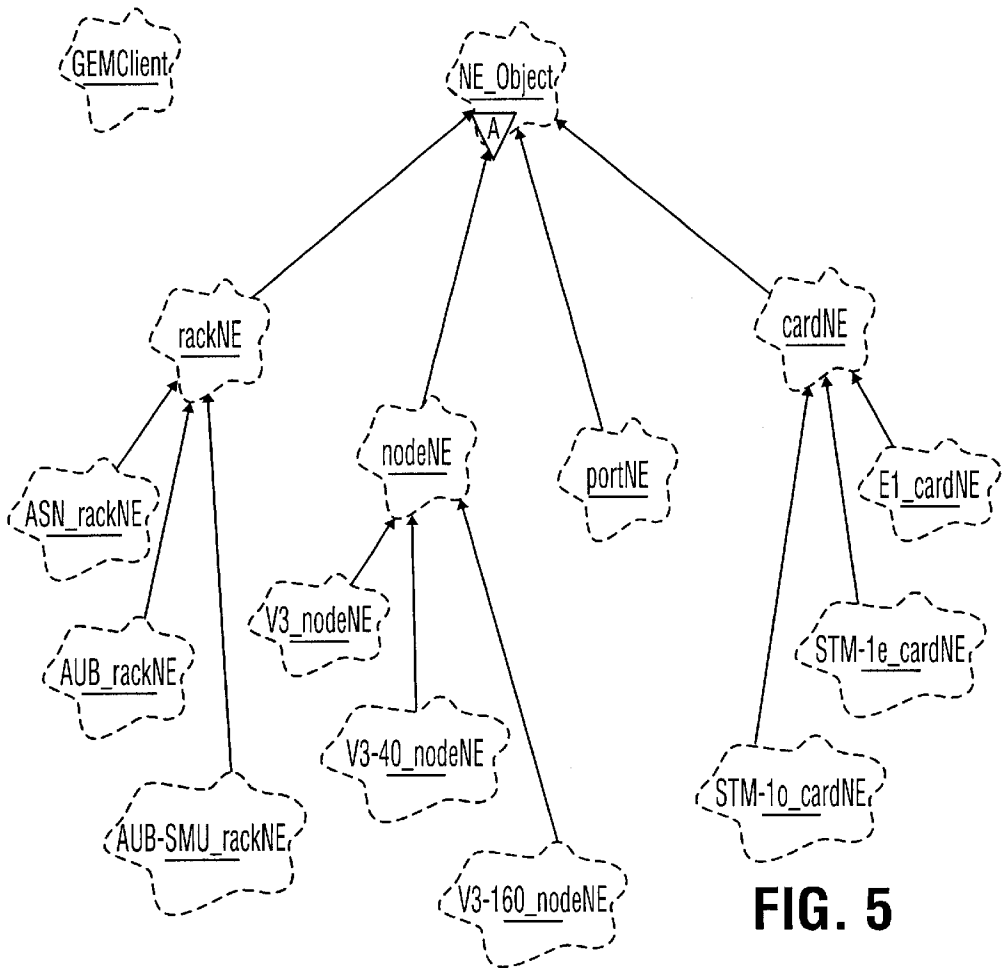 GEMClient
NE_Object
A
rackNE
cardNE
nodeNE
portNE
E1_cardNE
ASN_rackNE
V3_nodeNE
AUB_rackNE
STM-1e_cardNE
V3-40_nodeNE
STM-1o_cardNE
AUB-SMU_rackNE
V3-160_nodeNE
FIG. 5